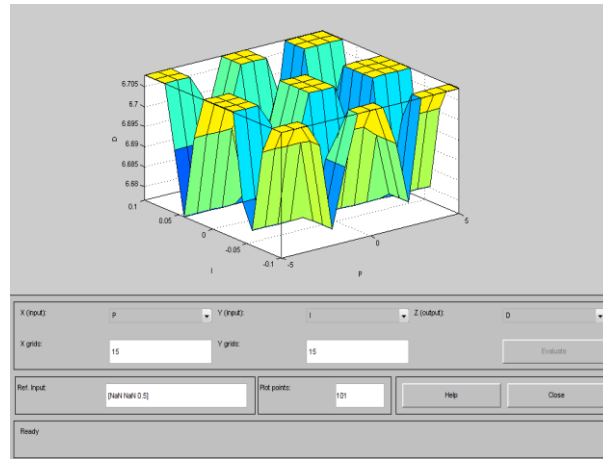 6.705
6.7
6.695
6.69
6.685
6.68
D
0.1
0.05
0
-0.05
-0.1
I
-5
0
5
p
X (input): P Y (input): I Z (output): D
X grids: 15 Y grids: 15 Evaluate
Ref. Input: [NaN NaN 0.5] Plot points: 101 Help Close
Ready